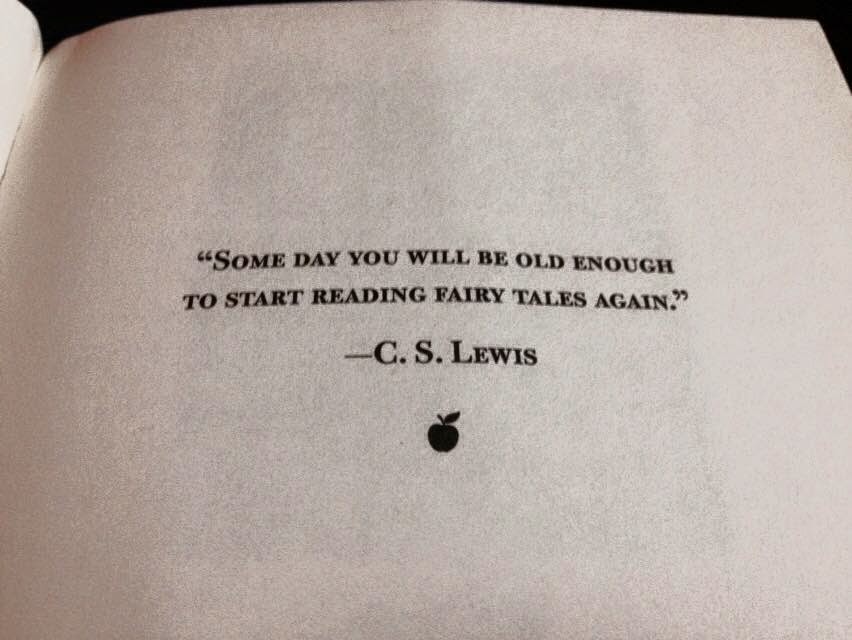 “Some day you will be old enough
to start reading fairy tales again.”
—C. S. Lewis